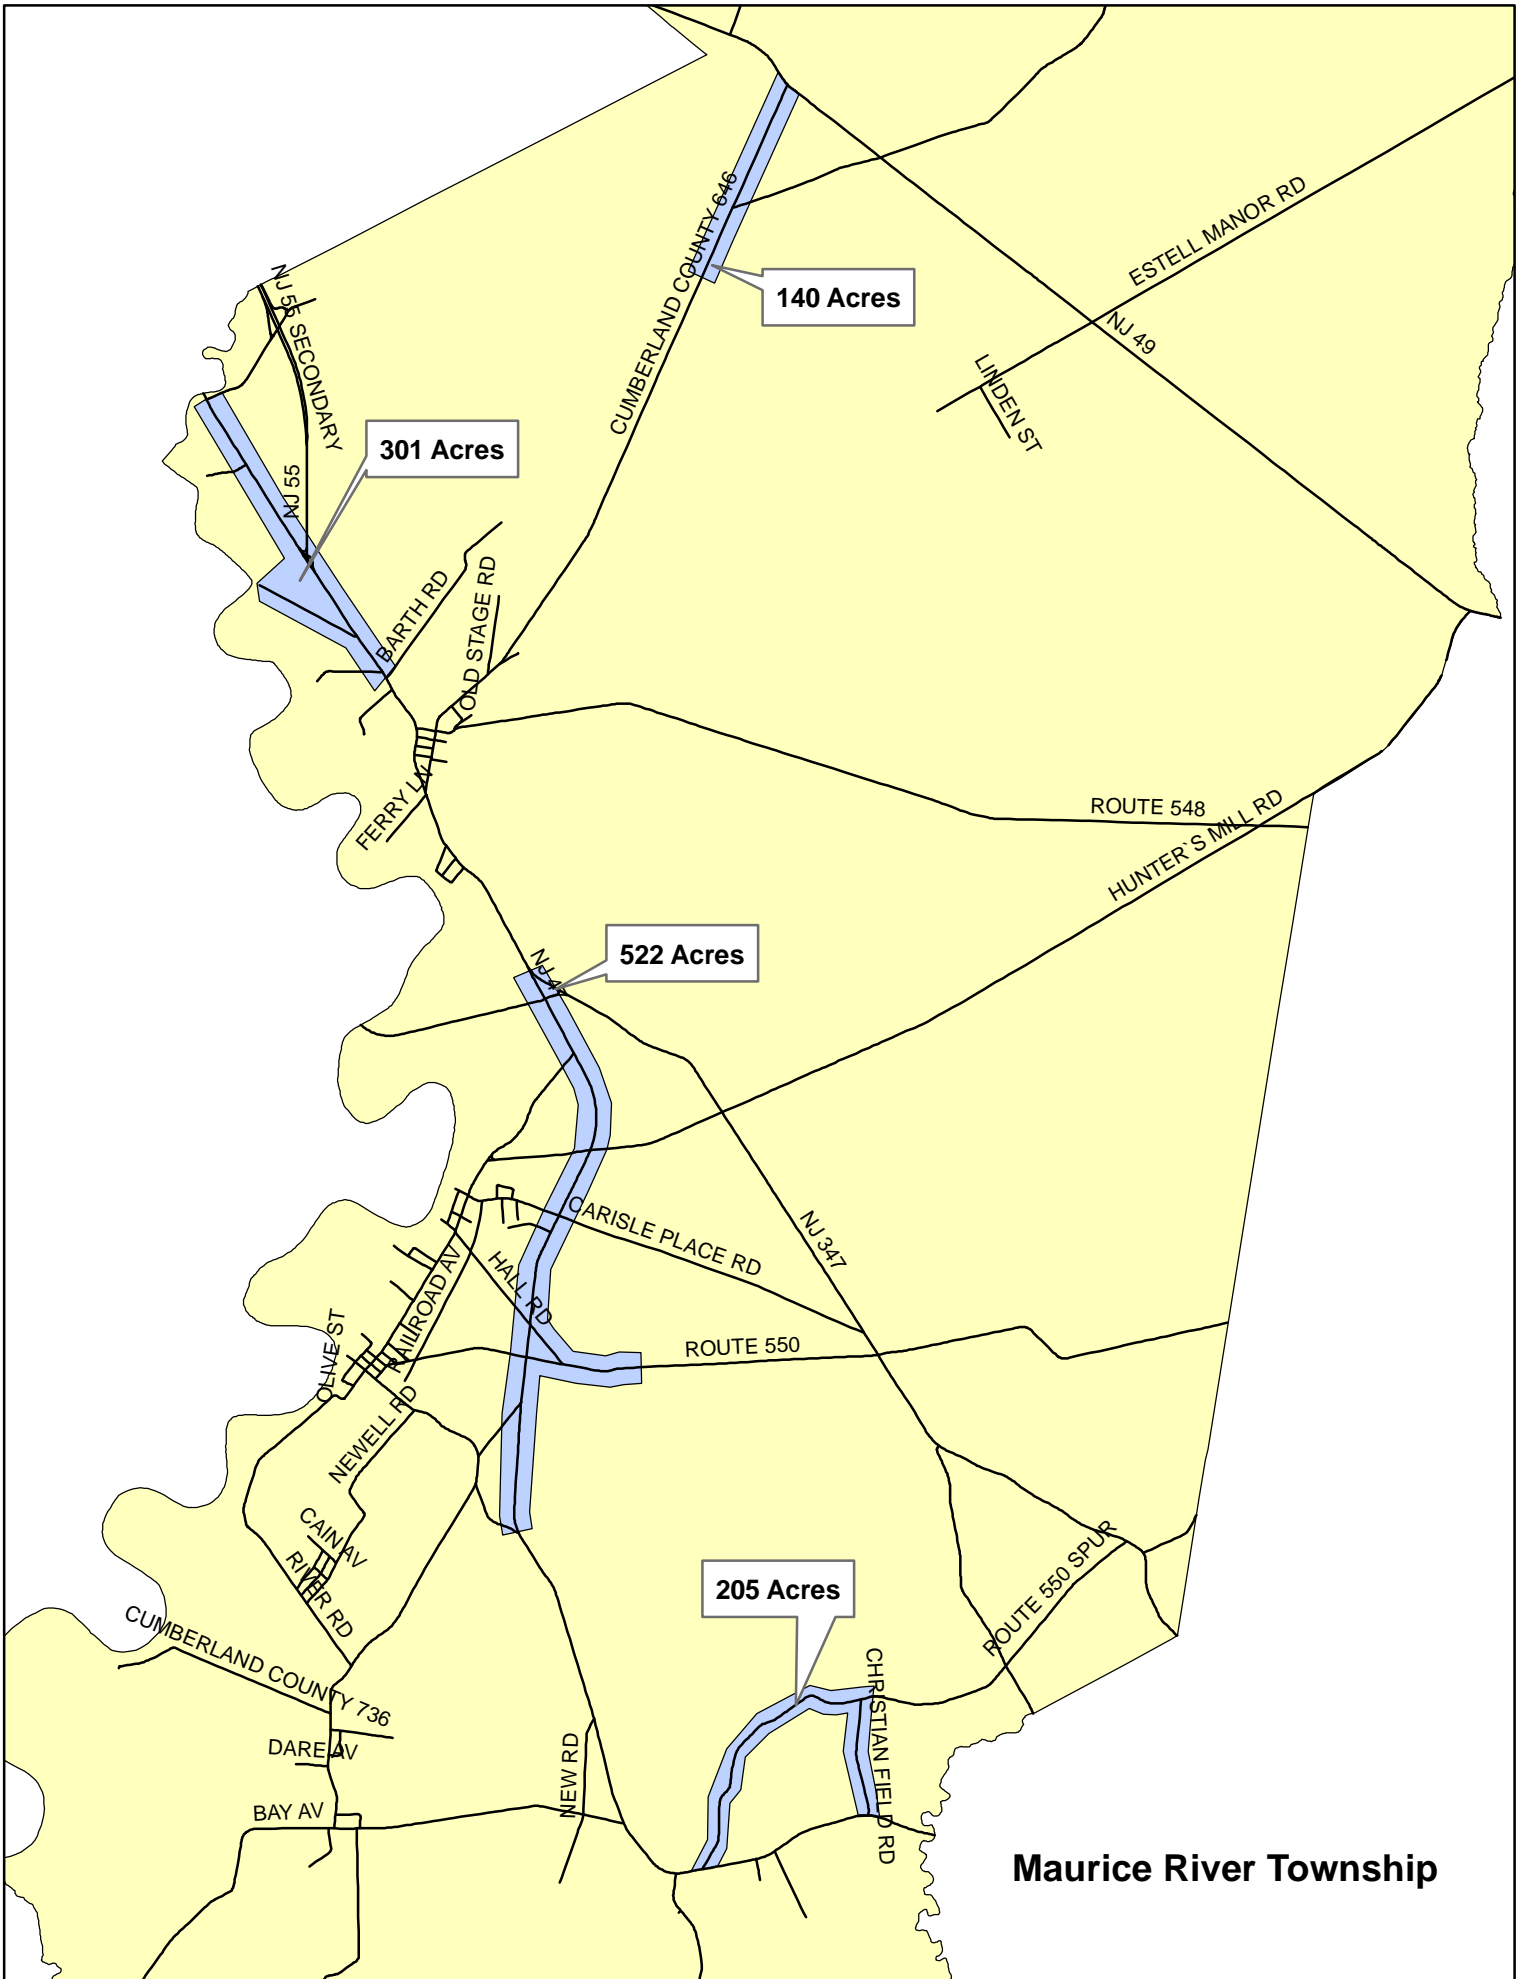 CUMBERLAND COUNTY 646
ESTELL MANOR RD
NJ 55 SECONDARY
140 Acres
NJ 49
LINDEN ST
301 Acres
NJ 55
BARTH RD
OLD STAGE RD
FERRY LN
ROUTE 548
HUNTER`S MILL RD
522 Acres
CARISLE PLACE RD
NJ 347
HALL RD
RAILROAD AV
OLIVE ST
ROUTE 550
NEWELL RD
CAIN AV
RIVER RD
ROUTE 550 SPUR
205 Acres
CUMBERLAND COUNTY 736
CHRISTIAN FIELD RD
DARE AV
NEW RD
BAY AV
Maurice River Township